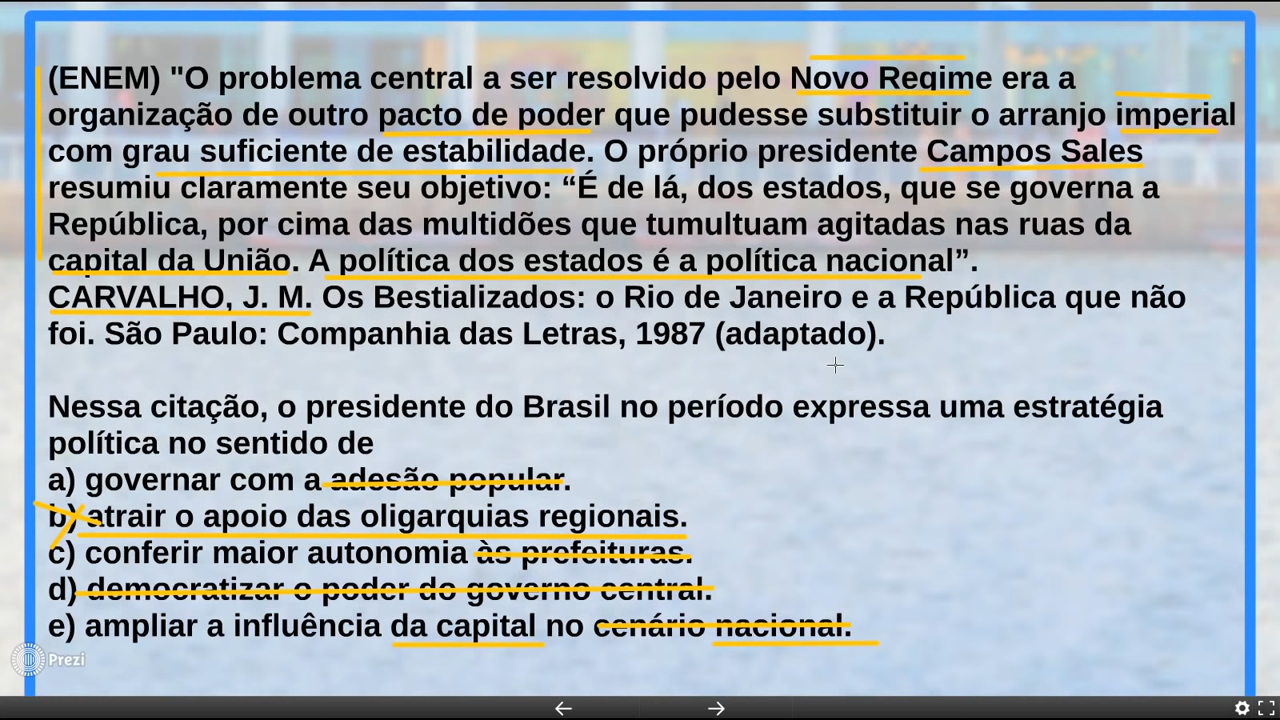 (ENEM) "O problema central a ser resolvido pelo Novo Regime era a
organização de outro pacto de poder que pudesse substituir o arranjo imperial
com grau suficiente de estabilidade. O próprio presidente Campos Sales
resumiu claramente seu objetivo: “É de lá, dos estados, que se governa a
República, por cima das multidões que tumultuam agitadas nas ruas da
capital da União. A política dos estados é a política nacional”.
CARVALHO, J. M. Os Bestializados: o Rio de Janeiro e a República que não
foi. São Paulo: Companhia das Letras, 1987 (adaptado).
Nessa citação, o presidente do Brasil no período expressa uma estratégia
política no sentido de
a) governar com a adesão popular.
b) atrair o apoio das oligarquias regionais.
c) conferir maior autonomia às prefeituras.
d) democratizar o poder do governo central.
e) ampliar a influência da capital no cenário nacional.
Prezi